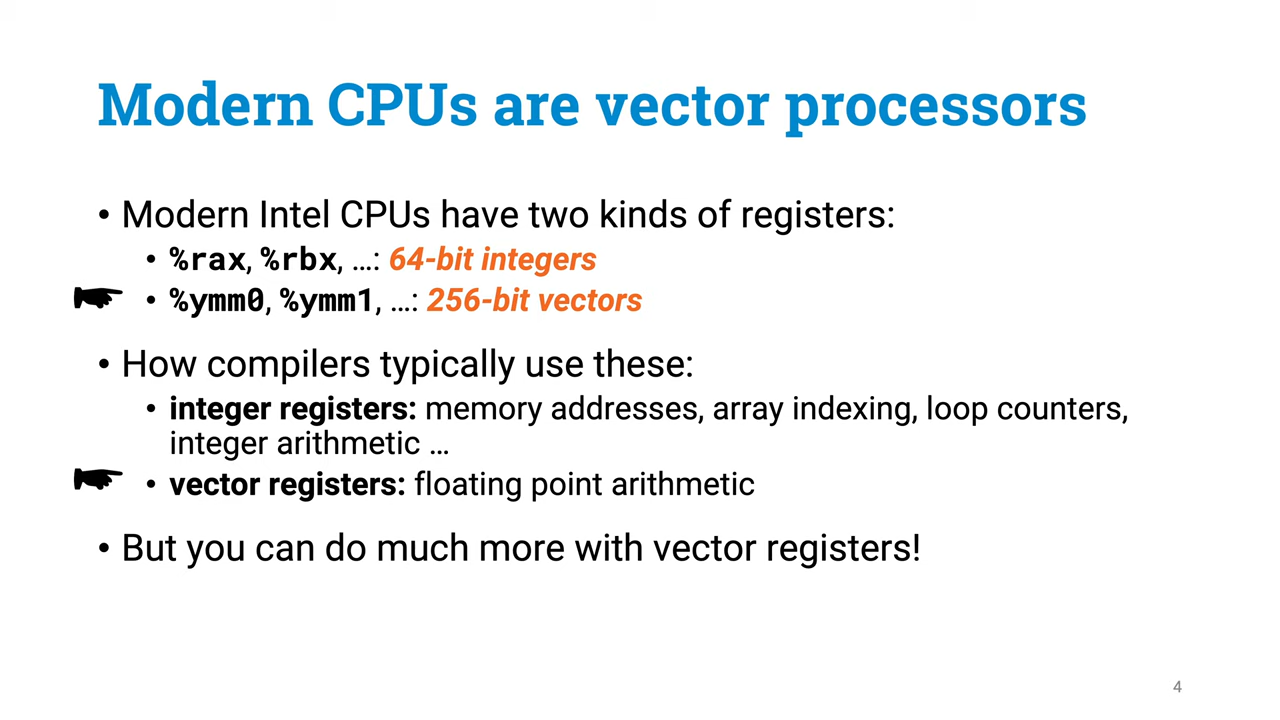 Modern CPUs are vector processors
• Modern Intel CPUs have two kinds of registers:
• %rax, %rbx, …: 64-bit integers
• %ymm0, %ymm1, …: 256-bit vectors
• How compilers typically use these:
• integer registers: memory addresses, array indexing, loop counters,
integer arithmetic …
• vector registers: floating point arithmetic
• But you can do much more with vector registers!
4